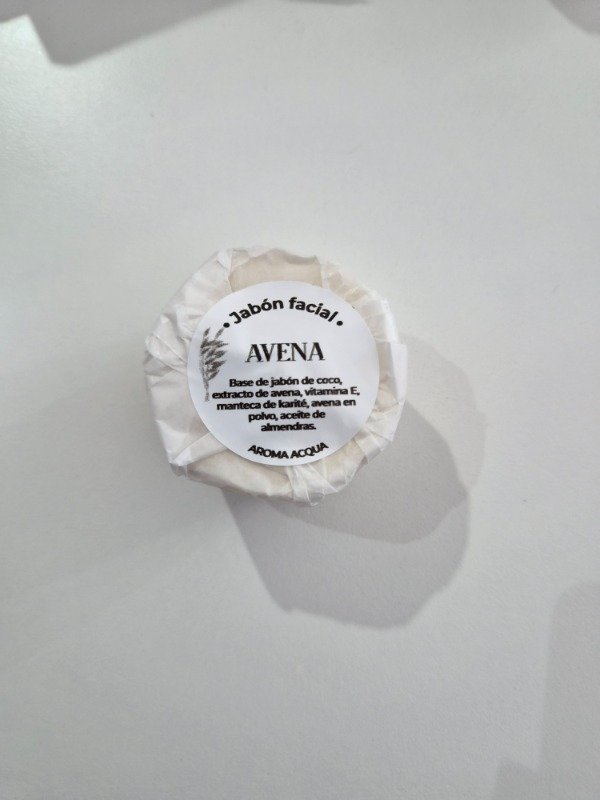 • Jabón facial •
AVENA
Base de jabón de coco,
extracto de avena, vitamina E,
manteca de karité, avena en
polvo, aceite de
almendras.
AROMA ACQUA